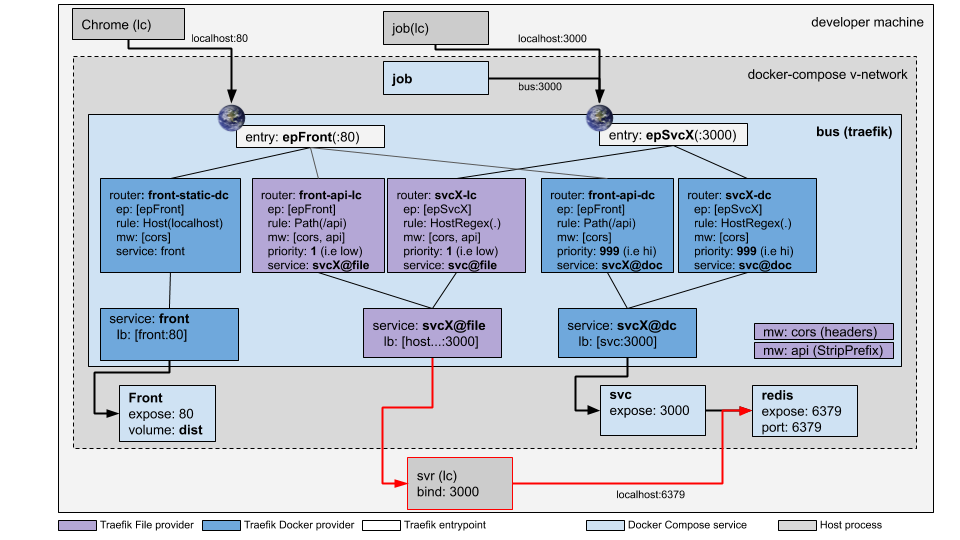 developer machine
Chrome (lc)
localhost:80
job(lc)
localhost:3000
docker-compose v-network
job
bus:3000
bus (traefik)
entry: epFront(:80)
entry: epSvcX(:3000)
router: front-static-dc
ep: [epFront]
rule: Host(localhost)
mw: [cors]
service: front
router: front-api-lc
ep: [epFront]
rule: Path(/api)
mw: [cors, api]
priority: 1 (i.e low)
service: svcX@file
router: svcX-lc
ep: [epSvcX]
rule: HostRegex(.)
mw: [cors, api]
priority: 1 (i.e low)
service: svc@file
router: front-api-dc
ep: [epFront]
rule: Path(/api)
mw: [cors]
priority: 999 (i.e hi)
service: svcX@doc
router: svcX-dc
ep: [epSvcX]
rule: HostRegex(.)
mw: [cors]
priority: 999 (i.e hi)
service: svc@doc
service: front
lb: [front:80]
service: svcX@file
lb: [host...:3000]
service: svcX@dc
lb: [svc:3000]
mw: cors (headers)
mw: api (StripPrefix)
Front
expose: 80
volume: dist
svc
expose: 3000
redis
expose: 6379
port: 6379
svr (lc)
bind: 3000
localhost:6379
Traefik File provider
Traefik Docker provider
Traefik entrypoint
Docker Compose service
Host process